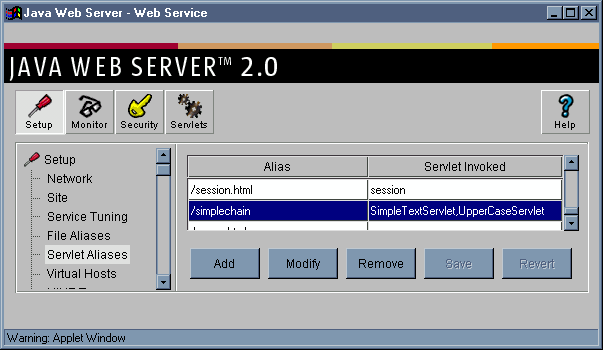 Java Web Server - Web Service
JAVA WEB SERVER™ 2.0
Setup Monitor Security Servlets Help
Setup
Network
Site
Service Tuning
File Aliases
Servlet Aliases
Virtual Hosts
Alias Servlet Invoked
/session.html session
/simplechain SimpleTextServlet,UpperCaseServlet
Add Modify Remove Save Revert
Warning: Applet Window